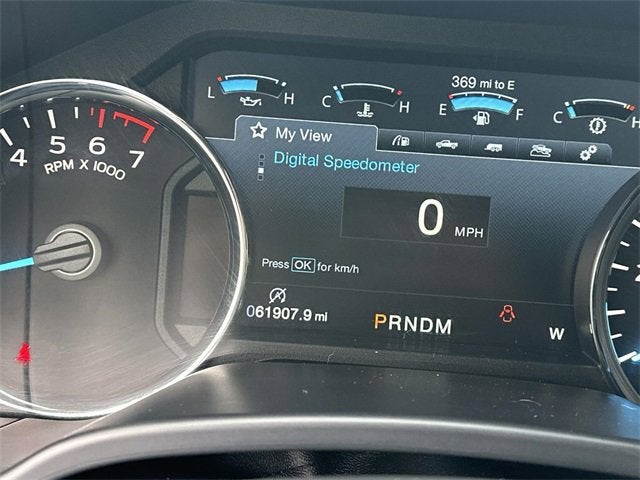 369 mi to E
L H C H E F C H
My View
Digital Speedometer
4 5 6 7
RPM X 1000
0 MPH
Press OK for km/h
061907.9 mi
PRNDM
W